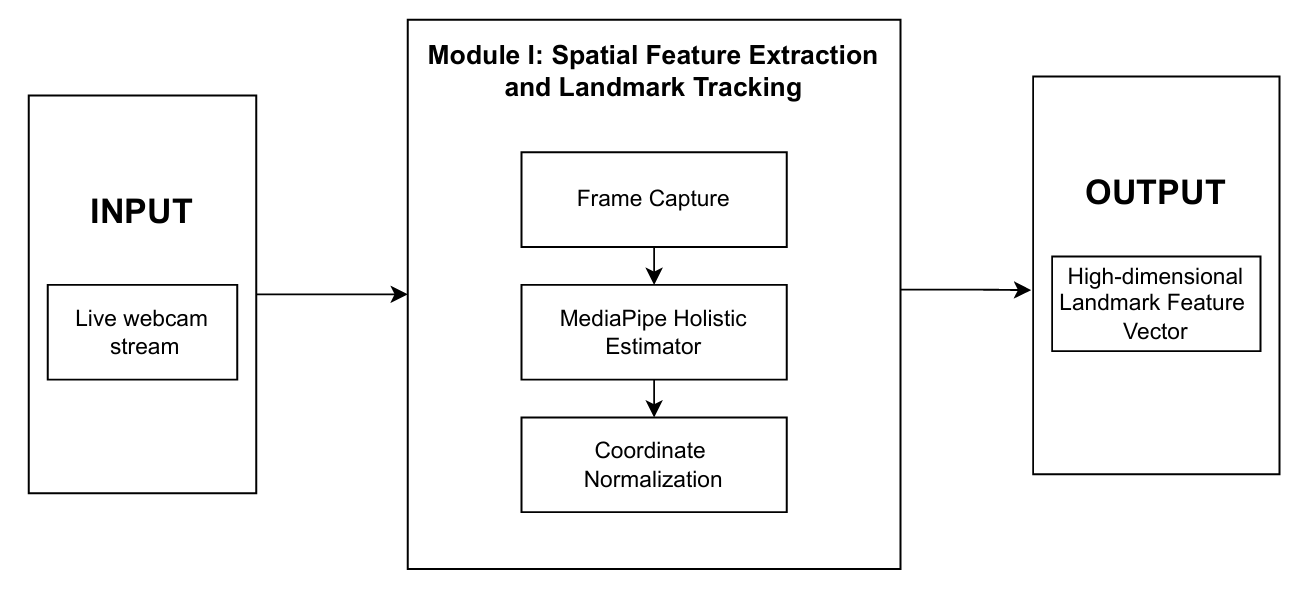 INPUT
Live webcam
stream
Module I: Spatial Feature Extraction
and Landmark Tracking
Frame Capture
MediaPipe Holistic
Estimator
Coordinate
Normalization
OUTPUT
High-dimensional
Landmark Feature
Vector